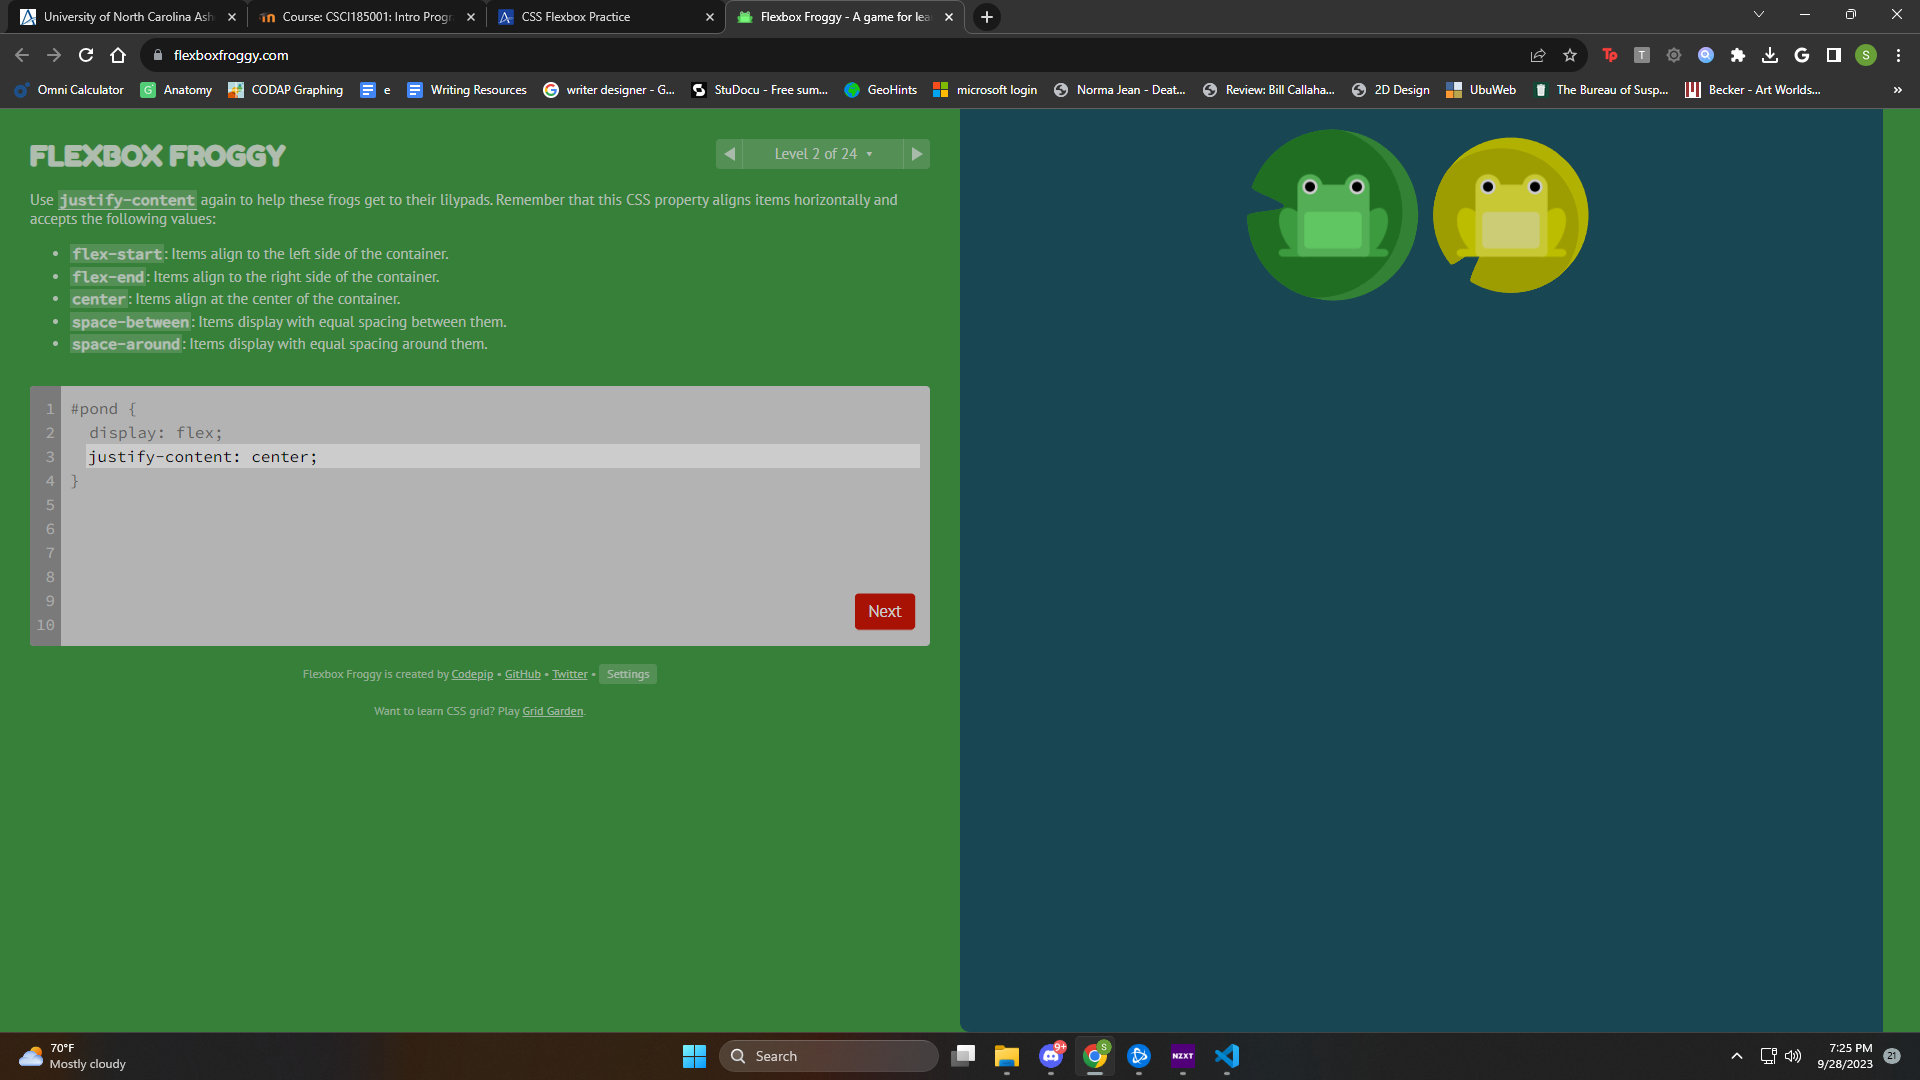 University of North Carolina Ash
Course: CSCI185001: Intro Progr
CSS Flexbox Practice
Flexbox Froggy - A game for lea
flexboxfroggy.com
Tp
T
G
S
Omni Calculator
Anatomy
CODAP Graphing
e
Writing Resources
writer designer - G...
StuDocu - Free sum...
GeoHints
microsoft login
Norma Jean - Deat...
Review: Bill Callaha...
2D Design
UbuWeb
The Bureau of Susp...
Becker - Art Worlds...
»
FLEXBOX FROGGY
Level 2 of 24
Use justify-content again to help these frogs get to their lilypads. Remember that this CSS property aligns items horizontally and
accepts the following values:
• flex-start: Items align to the left side of the container.
• flex-end: Items align to the right side of the container.
• center: Items align at the center of the container.
• space-between: Items display with equal spacing between them.
• space-around: Items display with equal spacing around them.
1 #pond {
2 display: flex;
3 justify-content: center;
4 }
5
6
7
8
9
10
Next
Flexbox Froggy is created by Codepip • GitHub • Twitter • Settings
Want to learn CSS grid? Play Grid Garden.
70°F
Mostly cloudy
Search
9+
S
NZXT
7:25 PM
9/28/2023
21